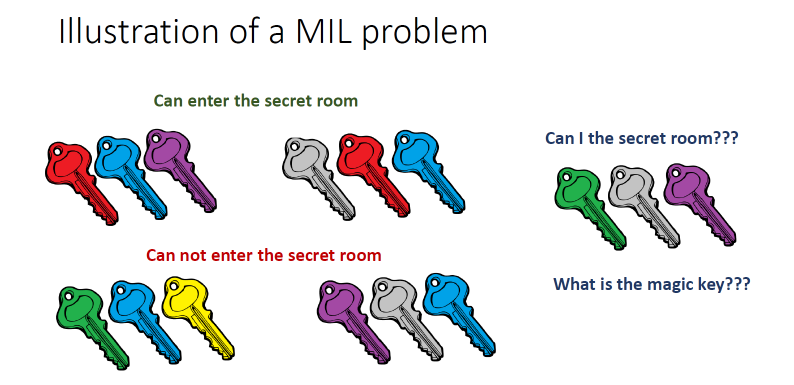 Illustration of a MIL problem
Can enter the secret room
Can I the secret room???
Can not enter the secret room
What is the magic key???